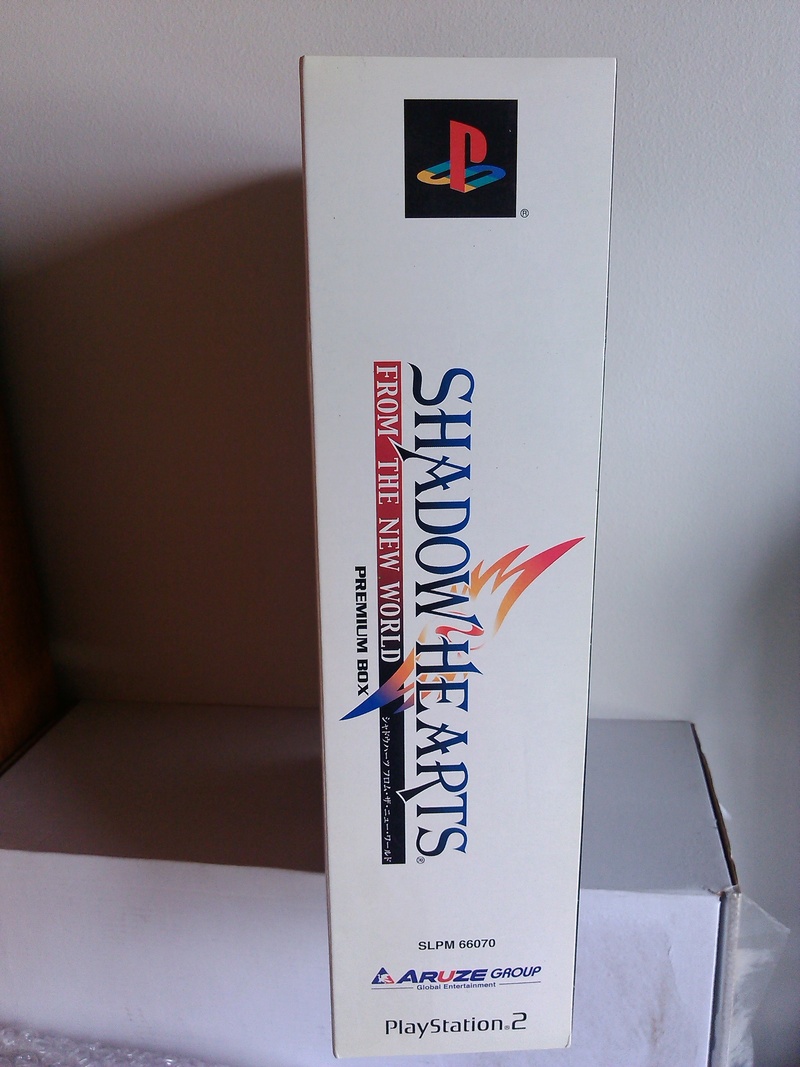 ®
SHADOW HEARTS®
FROM THE NEW WORLD
シャドウハーツ フロム・ザ・ニュー・ワールド
PREMIUM BOX
SLPM 66070
ARUZE GROUP
Global Entertainment
PlayStation®2